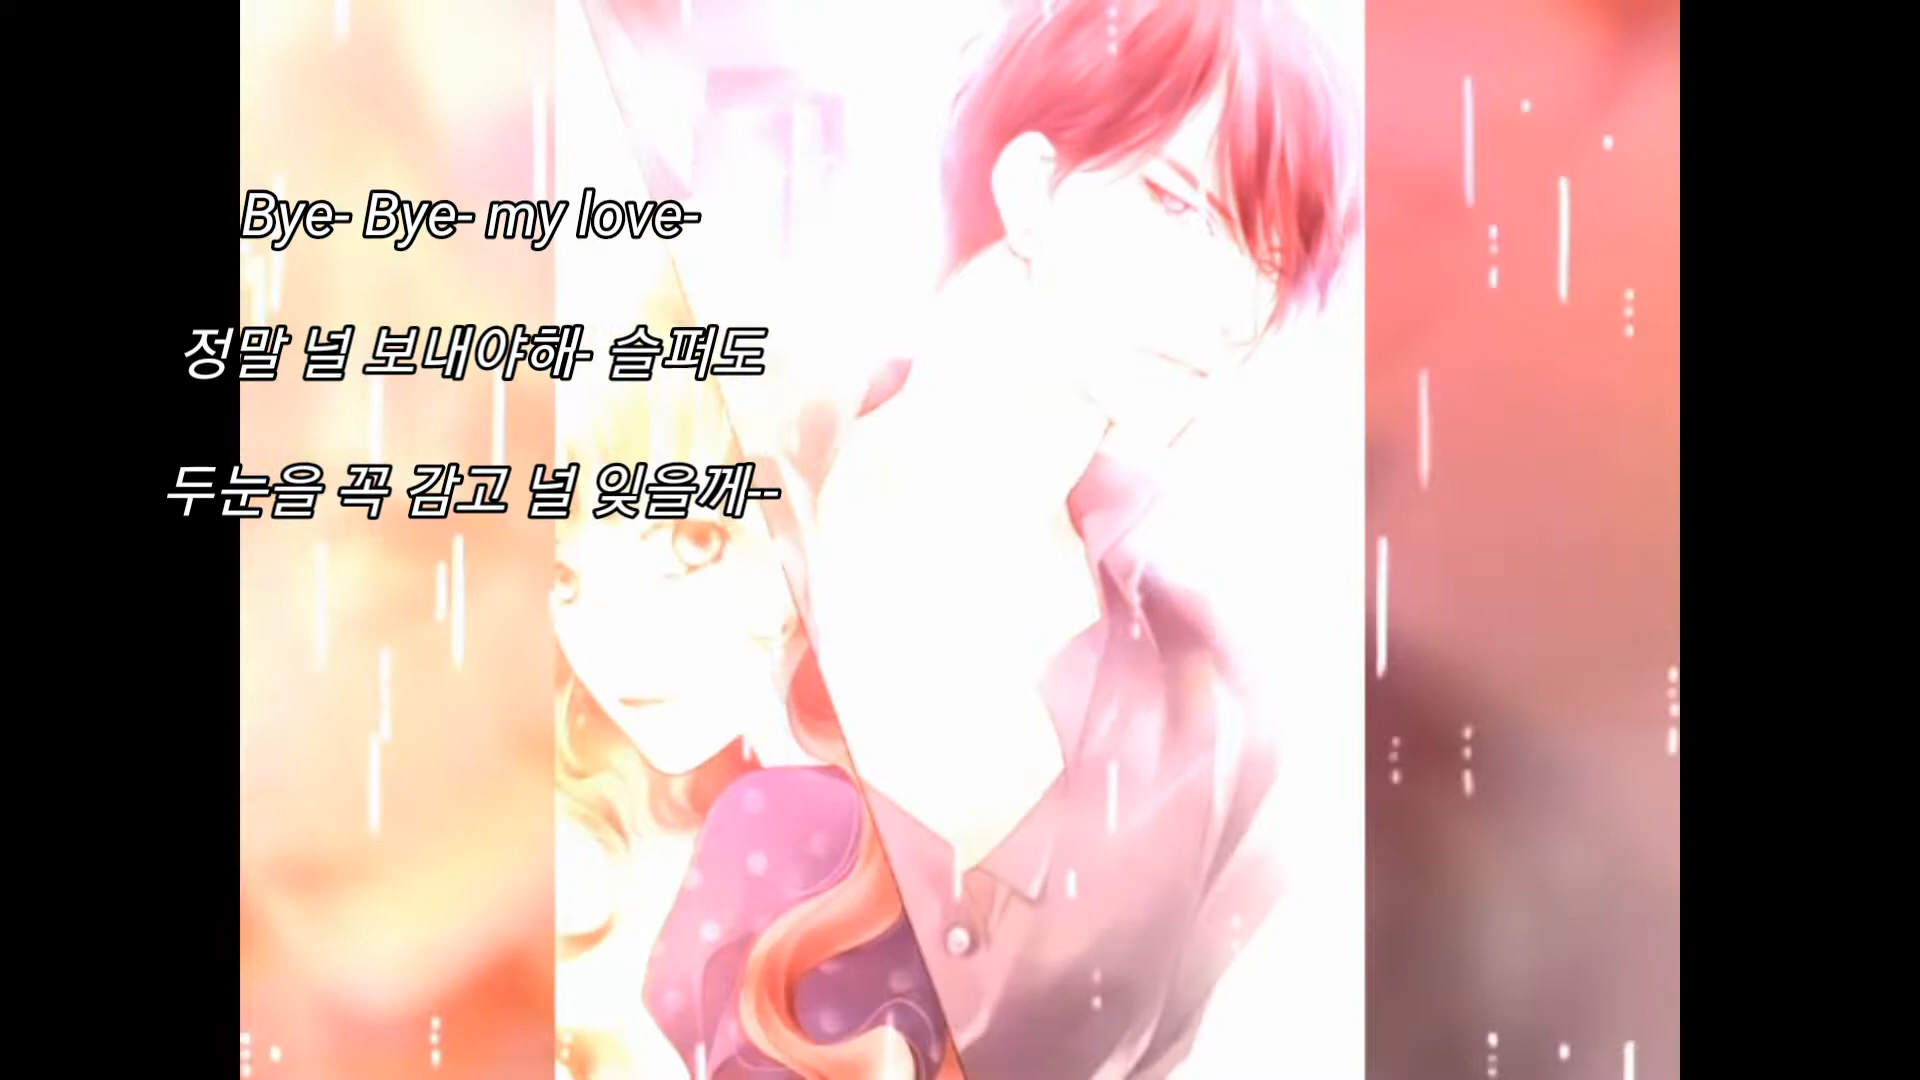 Bye- Bye- my love-
정말 널 보내야해- 슬펴도
두눈을 꼭 감고 널 잊을께--